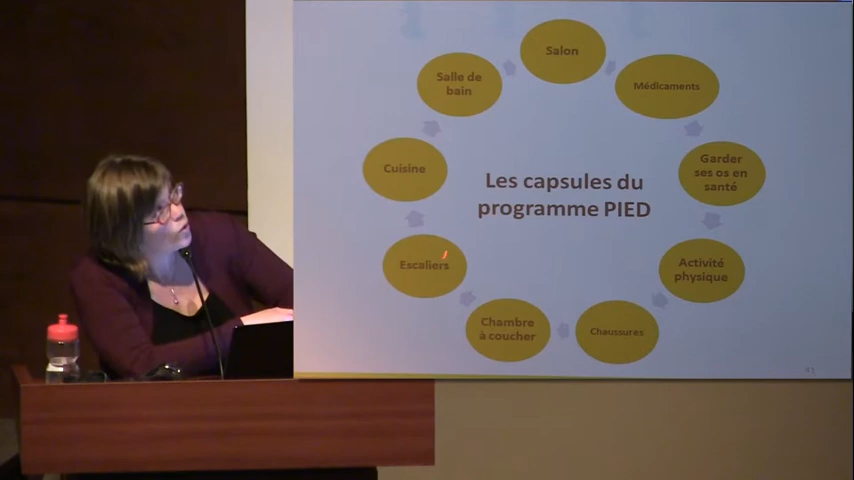 Salon
Médicaments
Garder
ses os en
santé
Activité
physique
Chaussures
Chambre
à coucher
Escaliers
Cuisine
Salle de
bain
Les capsules du
programme PIED
41